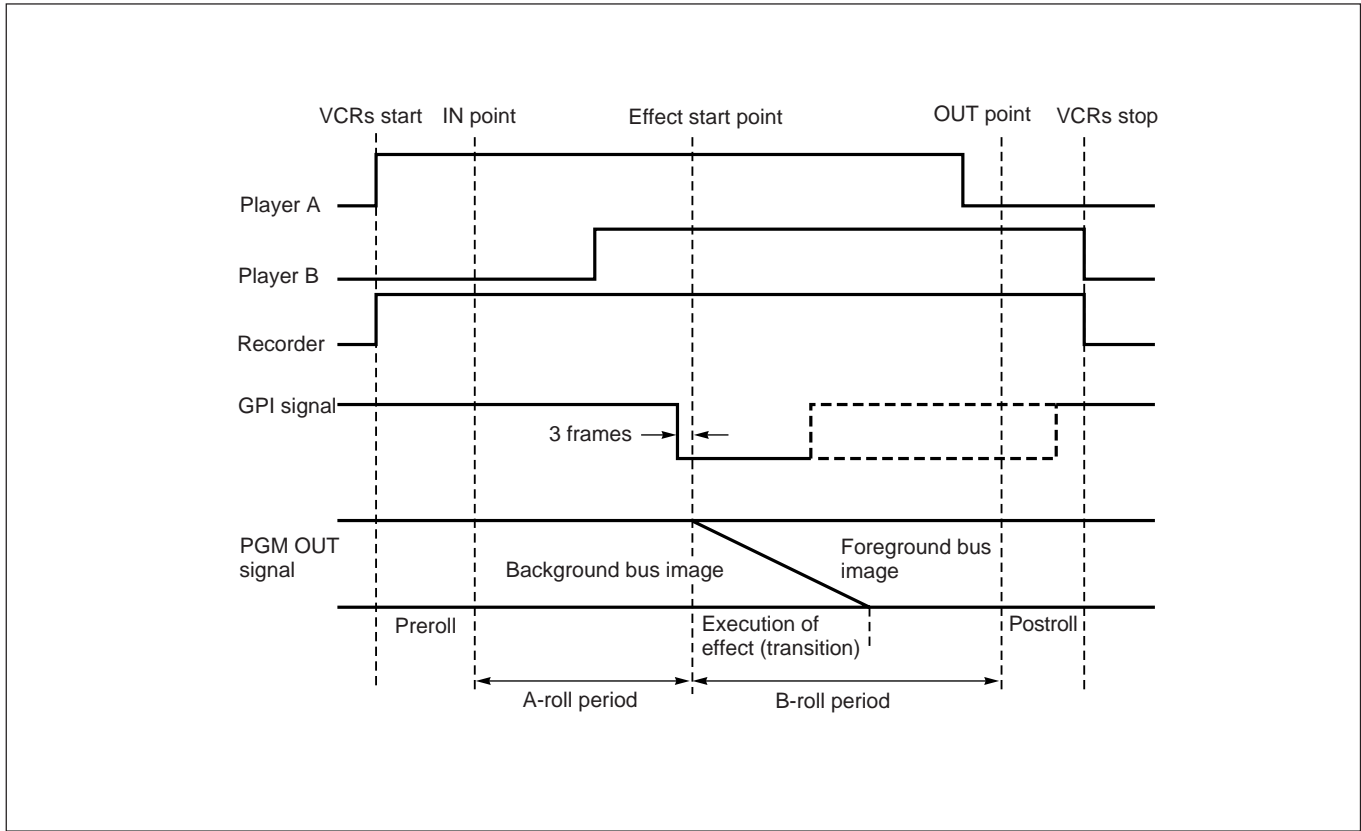 VCRs start IN point Effect start point OUT point VCRs stop
Player A
Player B
Recorder
GPI signal
3 frames
PGM OUT
signal
Background bus image
Foreground bus
image
Preroll
Execution of
effect (transition)
Postroll
A-roll period
B-roll period